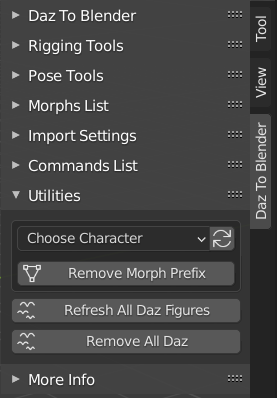 Daz To Blender
Rigging Tools
Pose Tools
Morphs List
Import Settings
Commands List
Utilities
Choose Character
Remove Morph Prefix
Refresh All Daz Figures
Remove All Daz
More Info
Tool
View
Daz To Blender